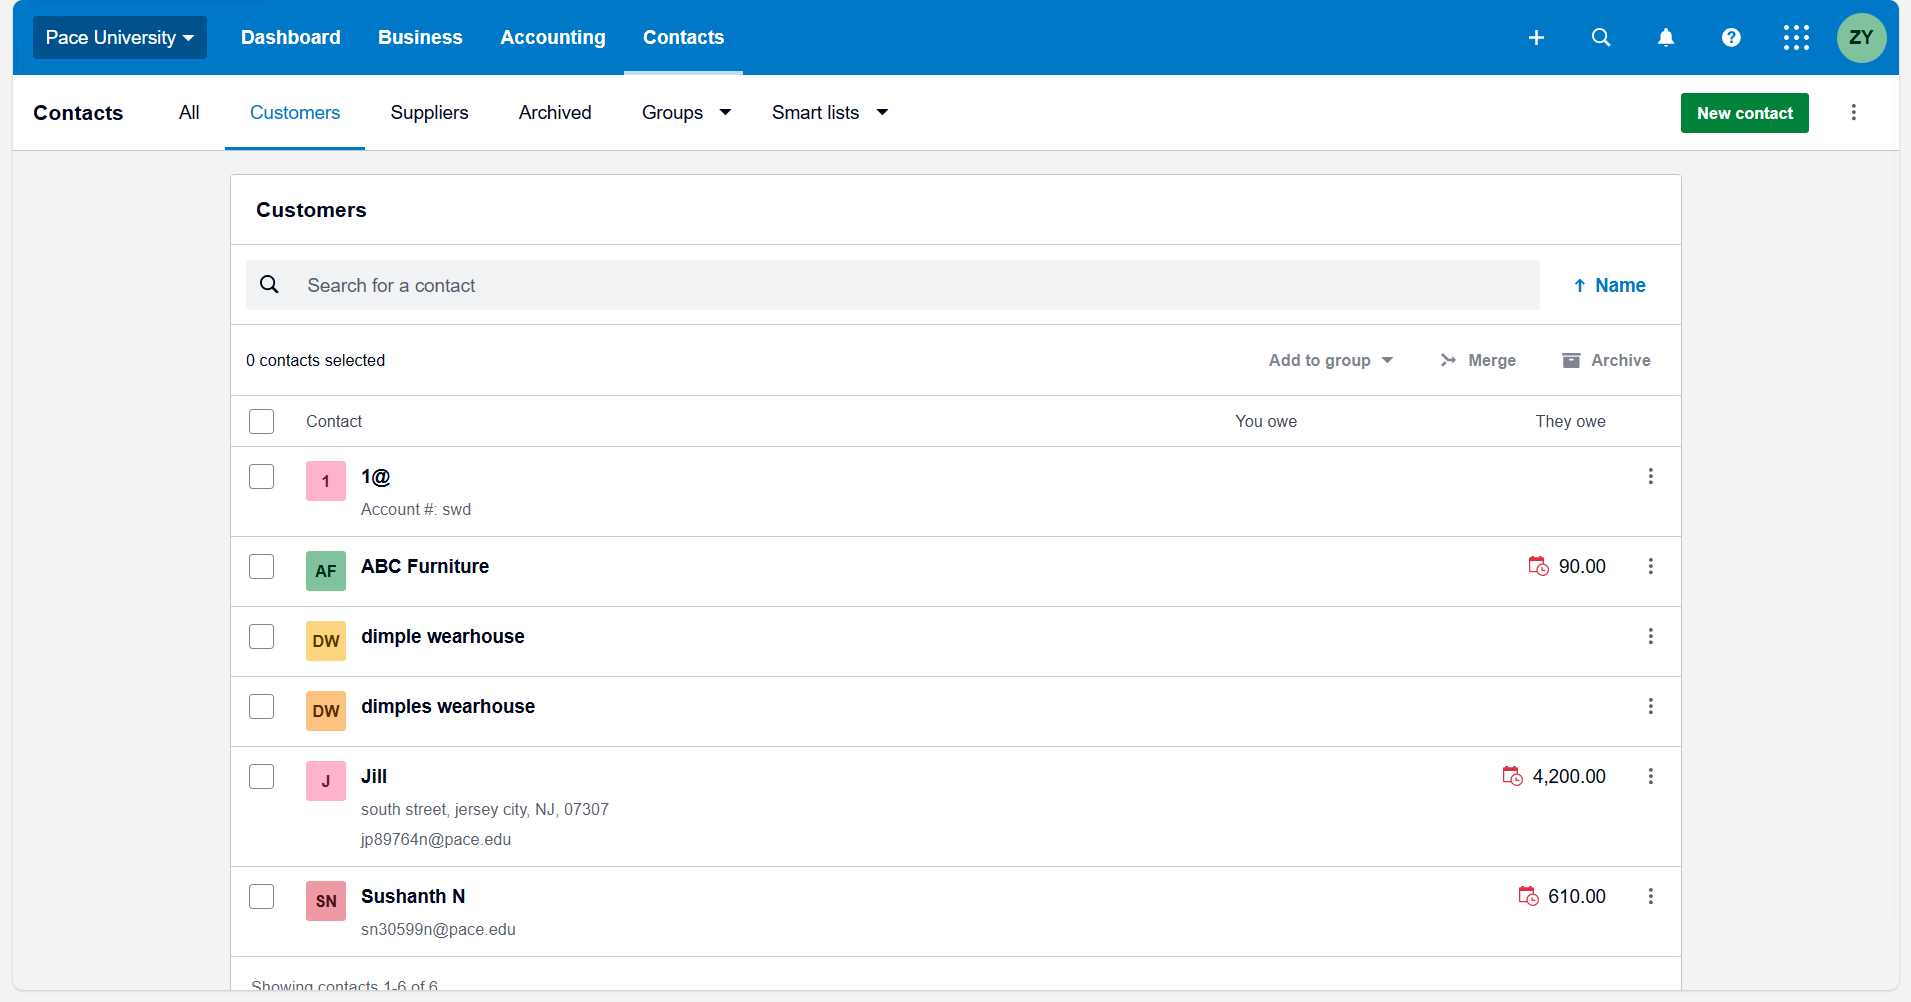 Pace University Dashboard Business Accounting Contacts ZY
Contacts All Customers Suppliers Archived Groups Smart lists New contact
Customers
Search for a contact Name
0 contacts selected Add to group Merge Archive
Contact You owe They owe
1 1@
Account #: swd
AF ABC Furniture 90.00
DW dimple wearhouse
DW dimples wearhouse
J Jill 4,200.00
south street, jersey city, NJ, 07307
jp89764n@pace.edu
SN Sushanth N 610.00
sn30599n@pace.edu
Showing contacts 1-6 of 6